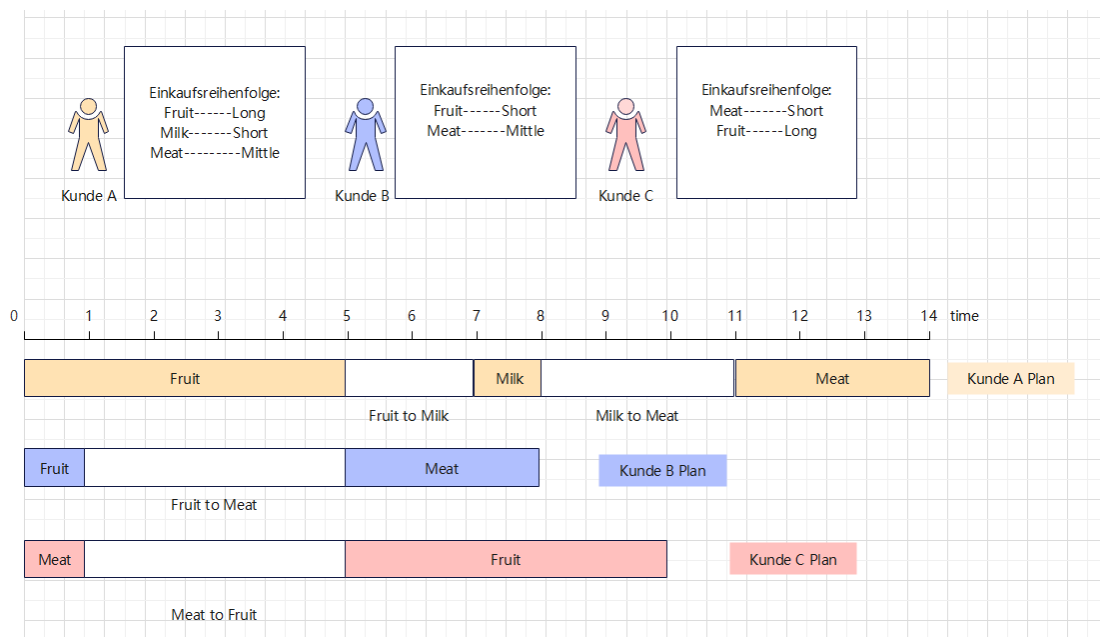 Einkaufsreihenfolge:
Fruit------Long
Milk-------Short
Meat---------Mittle
Kunde A
Einkaufsreihenfolge:
Fruit------Short
Meat-------Mittle
Kunde B
Einkaufsreihenfolge:
Meat-------Short
Fruit------Long
Kunde C
0 1 2 3 4 5 6 7 8 9 10 11 12 13 14 time
Fruit Milk Meat Kunde A Plan
Fruit to Milk Milk to Meat
Fruit Meat Kunde B Plan
Fruit to Meat
Meat Fruit Kunde C Plan
Meat to Fruit